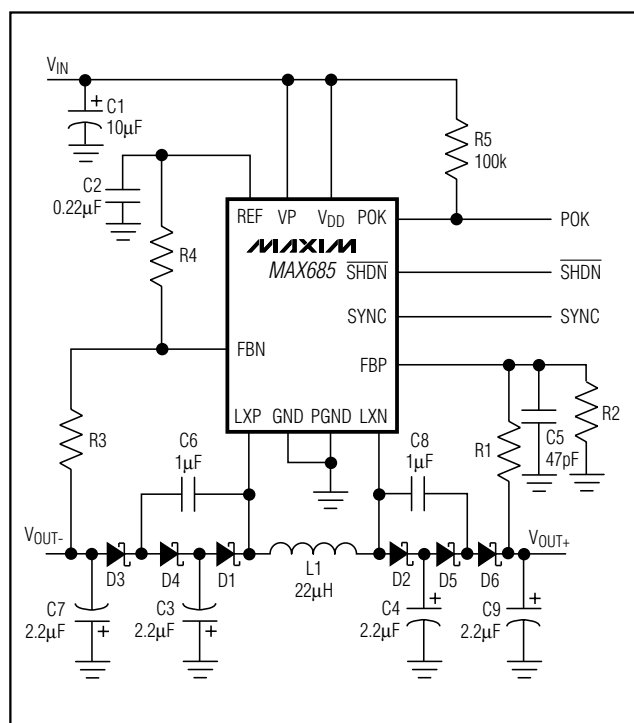 VIN
+
C1
10μF
R5
100k
C2
0.22μF
REF
VP
VDD
POK
POK
R4
MAXIM
MAX685
SHDN
SHDN
SYNC
SYNC
FBN
FBP
R3
LXP
GND
PGND
LXN
C6
1μF
C8
1μF
R1
C5
47pF
R2
VOUT-
VOUT+
D3
D4
D1
L1
22μH
D2
D5
D6
C7
2.2μF
+
C3
2.2μF
+
C4
2.2μF
+
C9
2.2μF
+